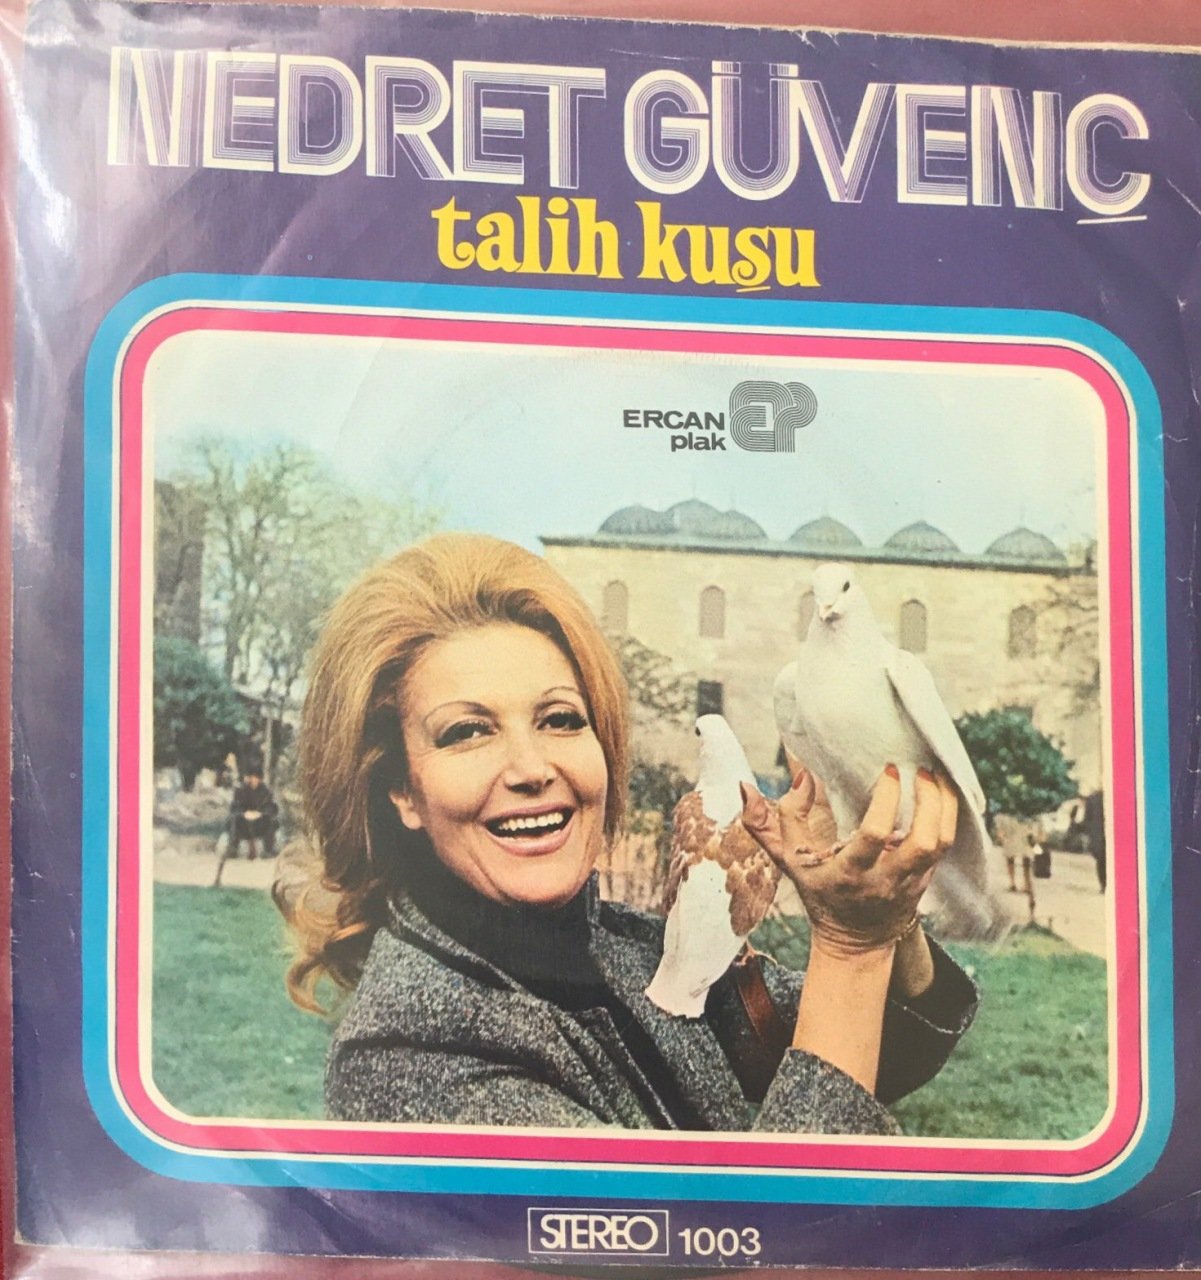 NEDRET GÜVENÇ
talih kuşu
ERCAN
plak
STEREO 1003